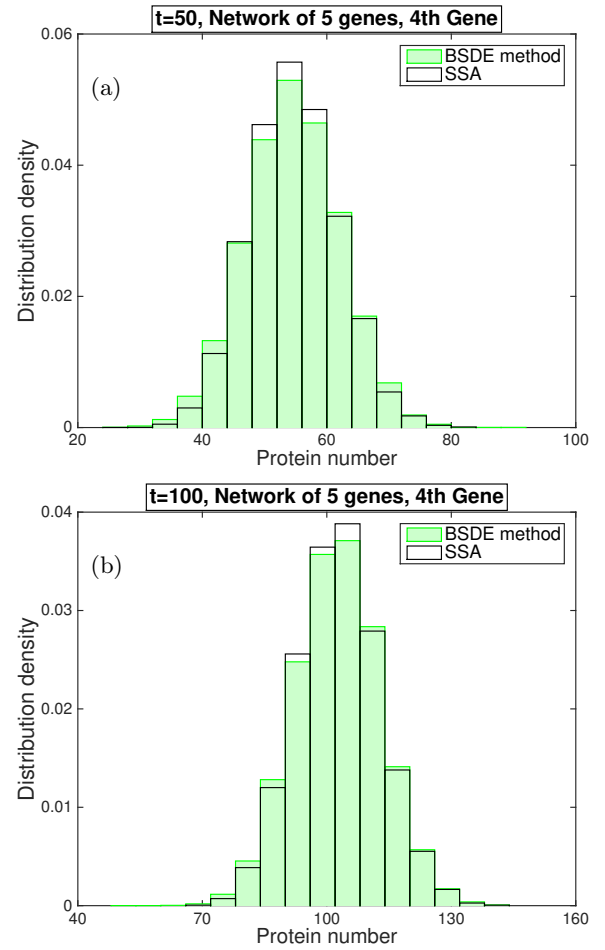 t=50, Network of 5 genes, 4th Gene
0.06
BSDE method
SSA
(a)
0.04
Distribution density
0.02
0
20 40 60 80 100
Protein number
t=100, Network of 5 genes, 4th Gene
0.04
BSDE method
SSA
(b)
0.03
Distribution density
0.02
0.01
0
40 70 100 130 160
Protein number